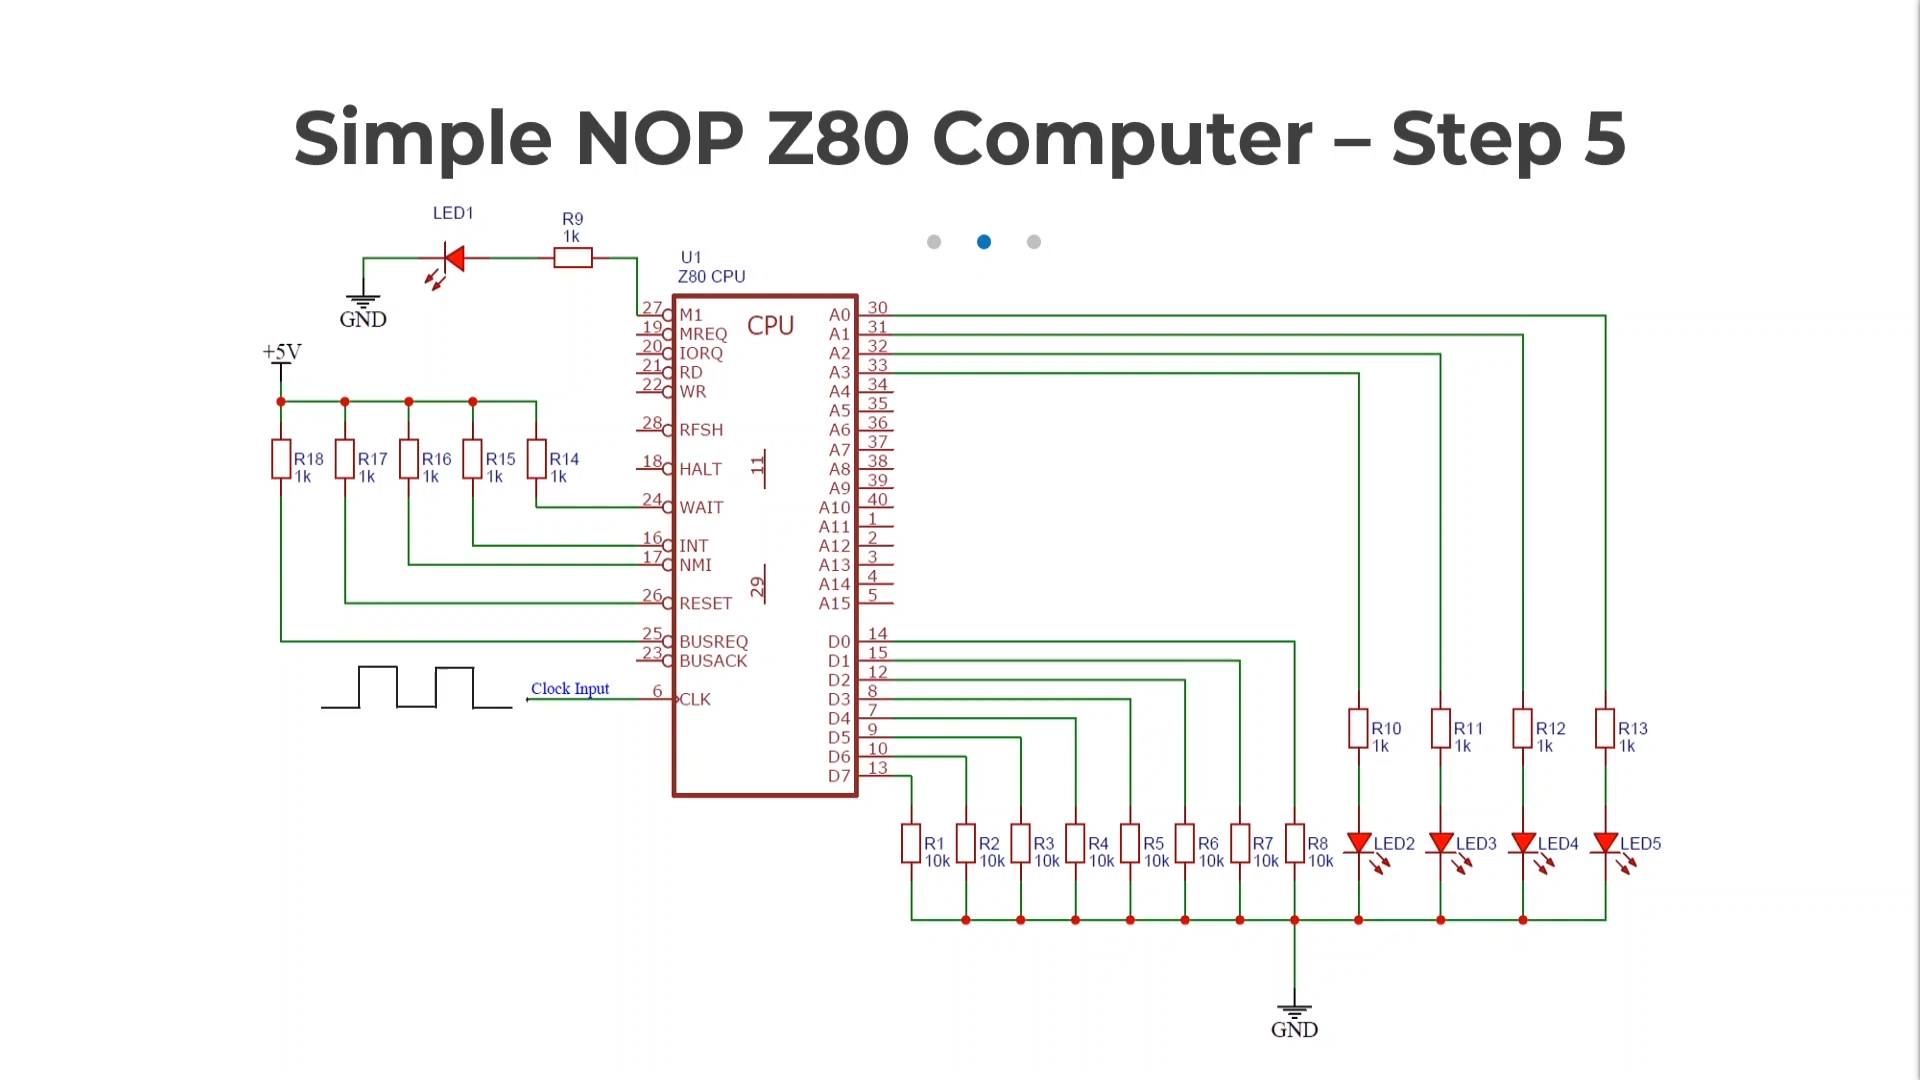 Simple NOP Z80 Computer – Step 5
LED1
R9
1k
GND
U1
Z80 CPU
CPU
+5V
R18
1k
R17
1k
R16
1k
R15
1k
R14
1k
27 M1
19 MREQ
20 IORQ
21 RD
22 WR
28 RFSH
18 HALT
24 WAIT
16 INT
17 NMI
26 RESET
25 BUSREQ
23 BUSACK
Clock Input
6 CLK
11
29
A0 30
A1 31
A2 32
A3 33
A4 34
A5 35
A6 36
A7 37
A8 38
A9 39
A10 40
A11 1
A12 2
A13 3
A14 4
A15 5
D0 14
D1 15
D2 12
D3 8
D4 7
D5 9
D6 10
D7 13
R10
1k
R11
1k
R12
1k
R13
1k
R1
10k
R2
10k
R3
10k
R4
10k
R5
10k
R6
10k
R7
10k
R8
10k
LED2
LED3
LED4
LED5
GND